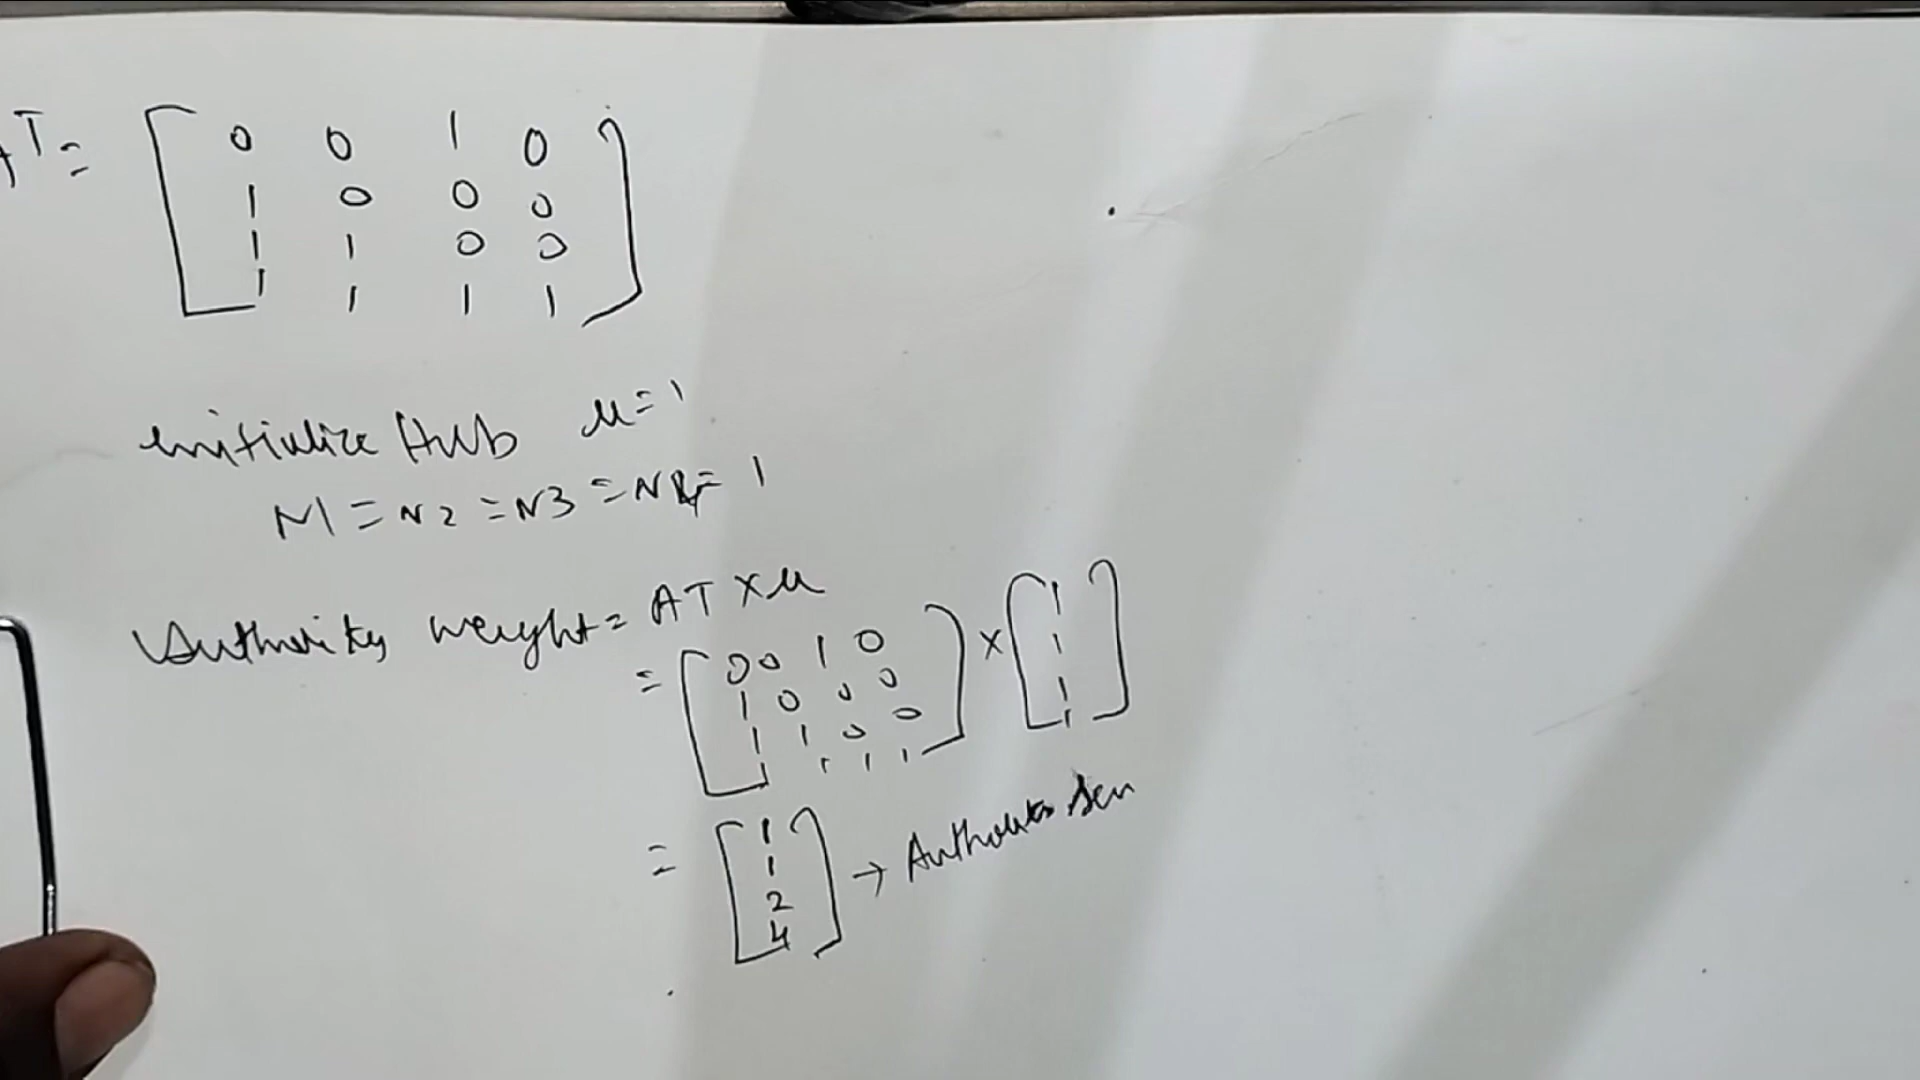 AT =
0 0 1 0
1 0 0 0
1 1 0 0
1 1 1 1
initialize Hub u=1
N1 = N2 = N3 = N4 = 1
Authority weight = AT × u
= 0 0 1 0 × 1
1 0 0 0 1
1 1 0 0 1
1 1 1 1 1
= 1
1
2 → Authority
4